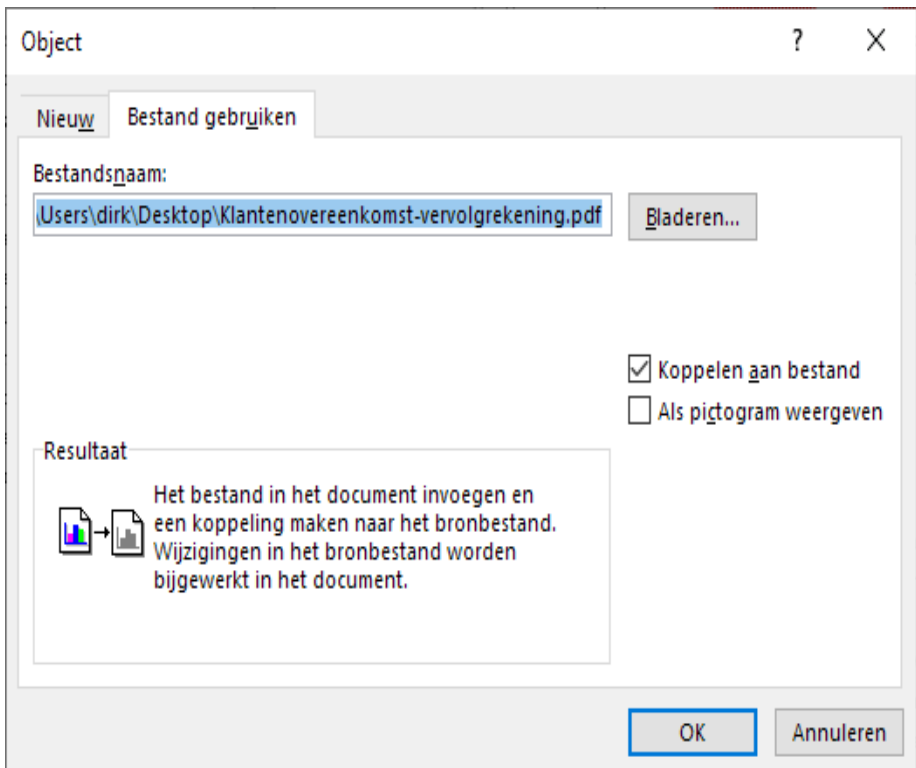 Object
?
Nieuw
Bestand gebruiken
Bestandsnaam:
\Users\dirk\Desktop\Klantenovereenkomst-vervolgrekening.pdf
Bladeren...
Koppelen aan bestand
Als pictogram weergeven
Resultaat
Het bestand in het document invoegen en
een koppeling maken naar het bronbestand.
Wijzigingen in het bronbestand worden
bijgewerkt in het document.
OK
Annuleren